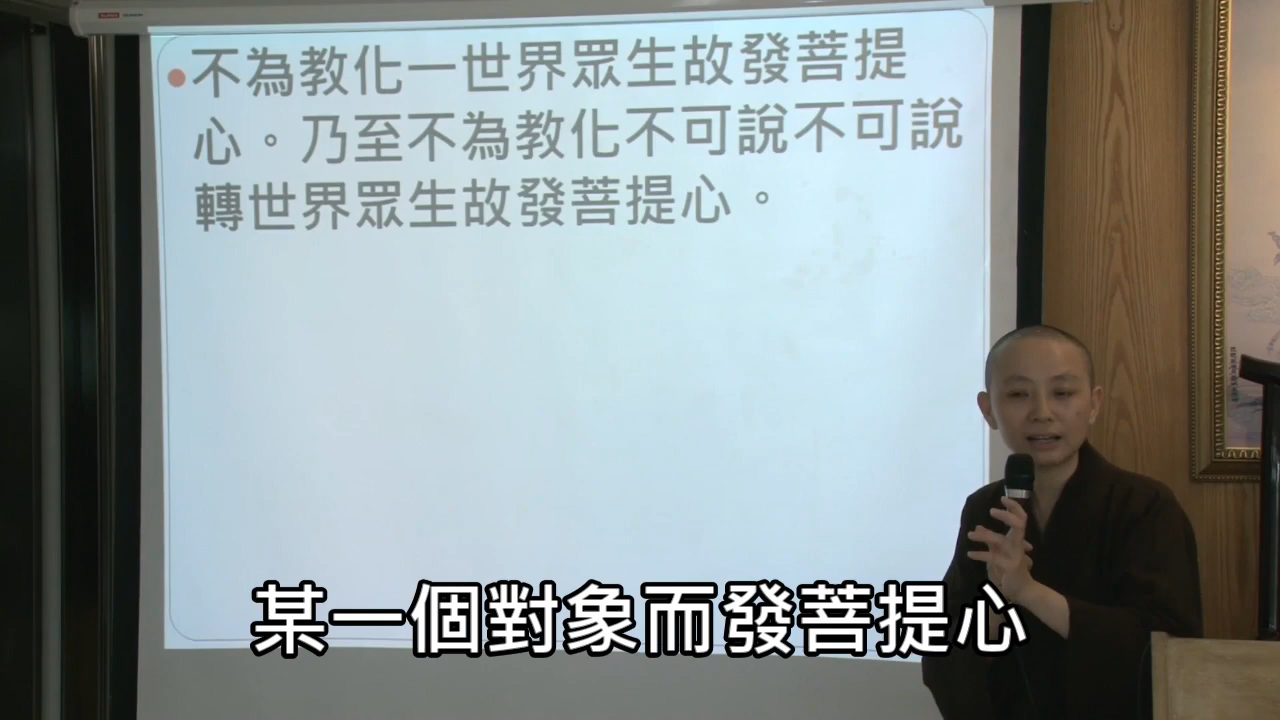 不為教化一世界眾生故發菩提
心。乃至不為教化不可說不可說
轉世界眾生故發菩提心。
某一個對象而發菩提心